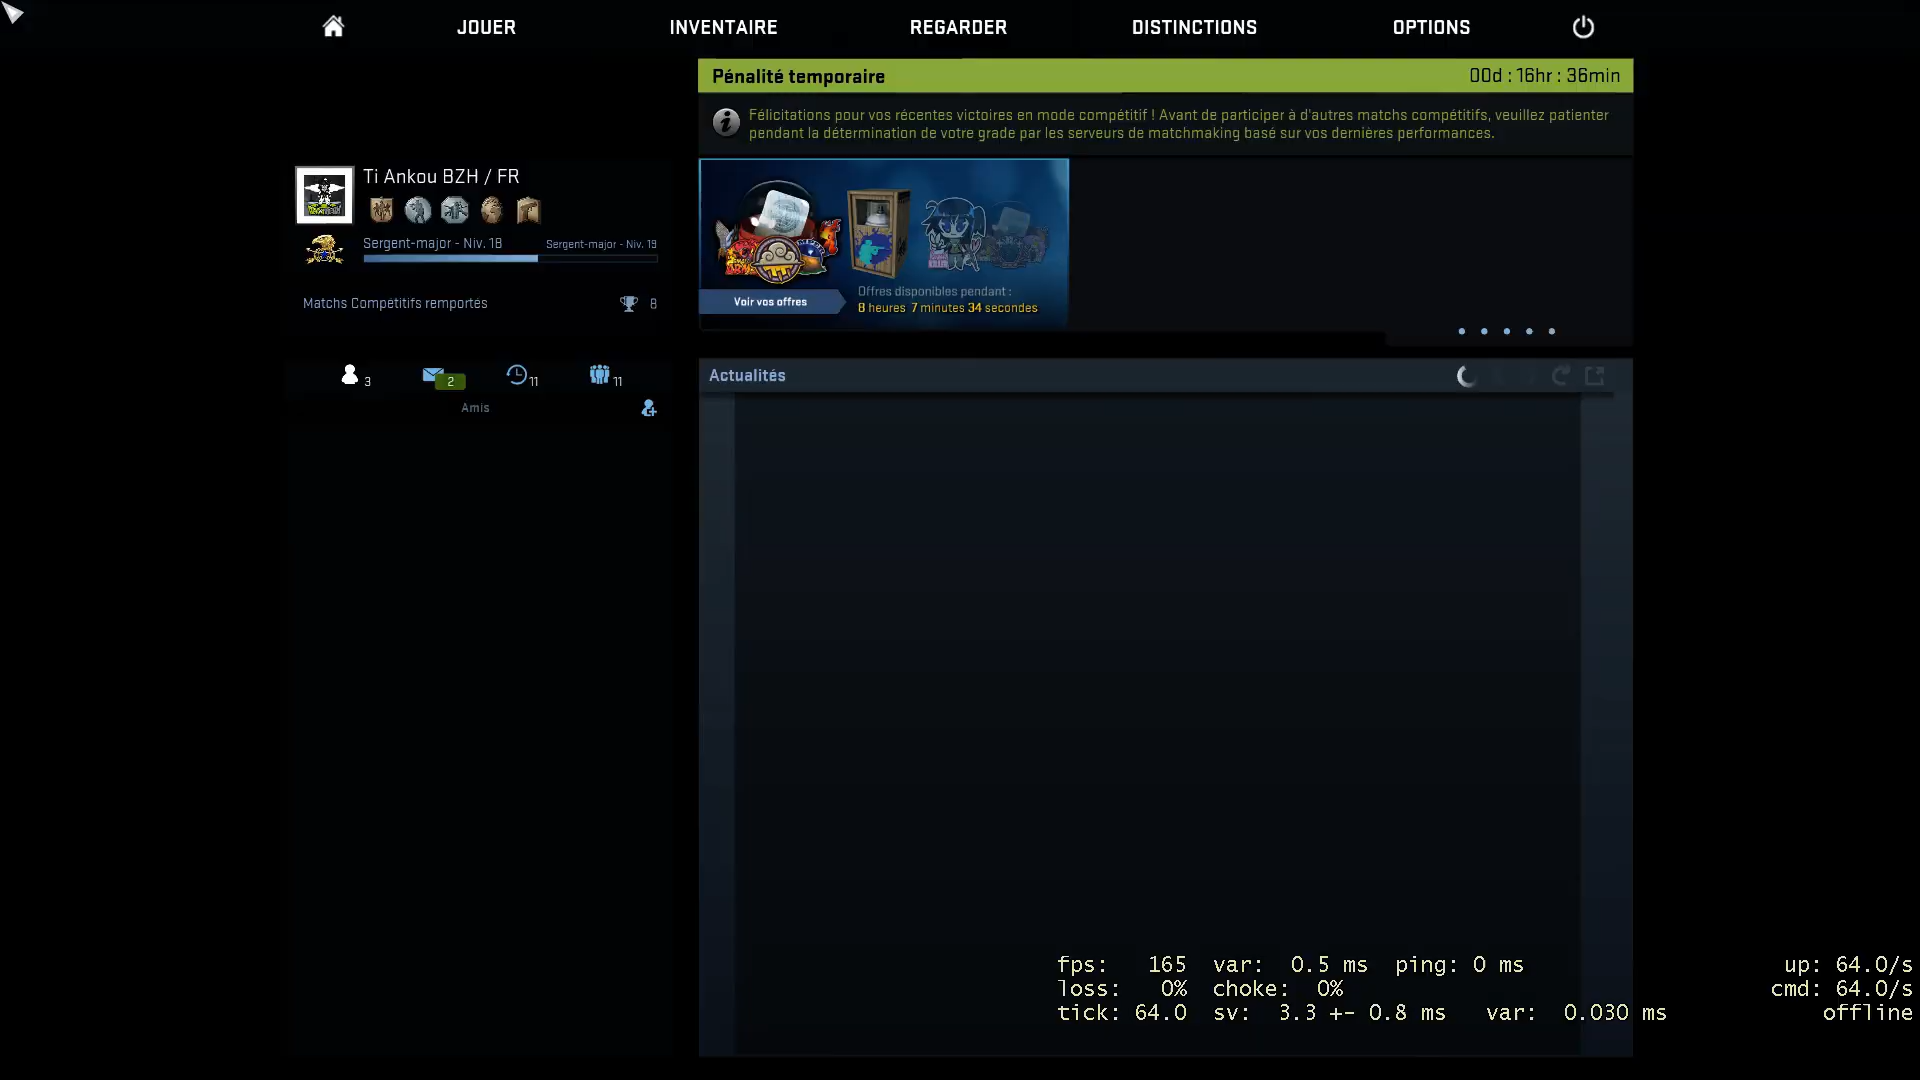 JOUER INVENTAIRE REGARDER DISTINCTIONS OPTIONS
Pénalité temporaire 00d : 16hr : 36min
Félicitations pour vos récentes victoires en mode compétitif ! Avant de participer à d'autres matchs compétitifs, veuillez patienter
pendant la détermination de votre grade par les serveurs de matchmaking basé sur vos dernières performances.
Ti Ankou BZH / FR
Sergent-major - Niv. 18 Sergent-major - Niv. 19
Matchs Compétitifs remportés 8
Voir vos offres
Offres disponibles pendant :
8 heures 7 minutes 34 secondes
3 2 11 11
Amis
Actualités
fps: 165 var: 0.5 ms ping: 0 ms up: 64.0/s
loss: 0% choke: 0% cmd: 64.0/s
tick: 64.0 sv: 3.3 +- 0.8 ms var: 0.030 ms offline